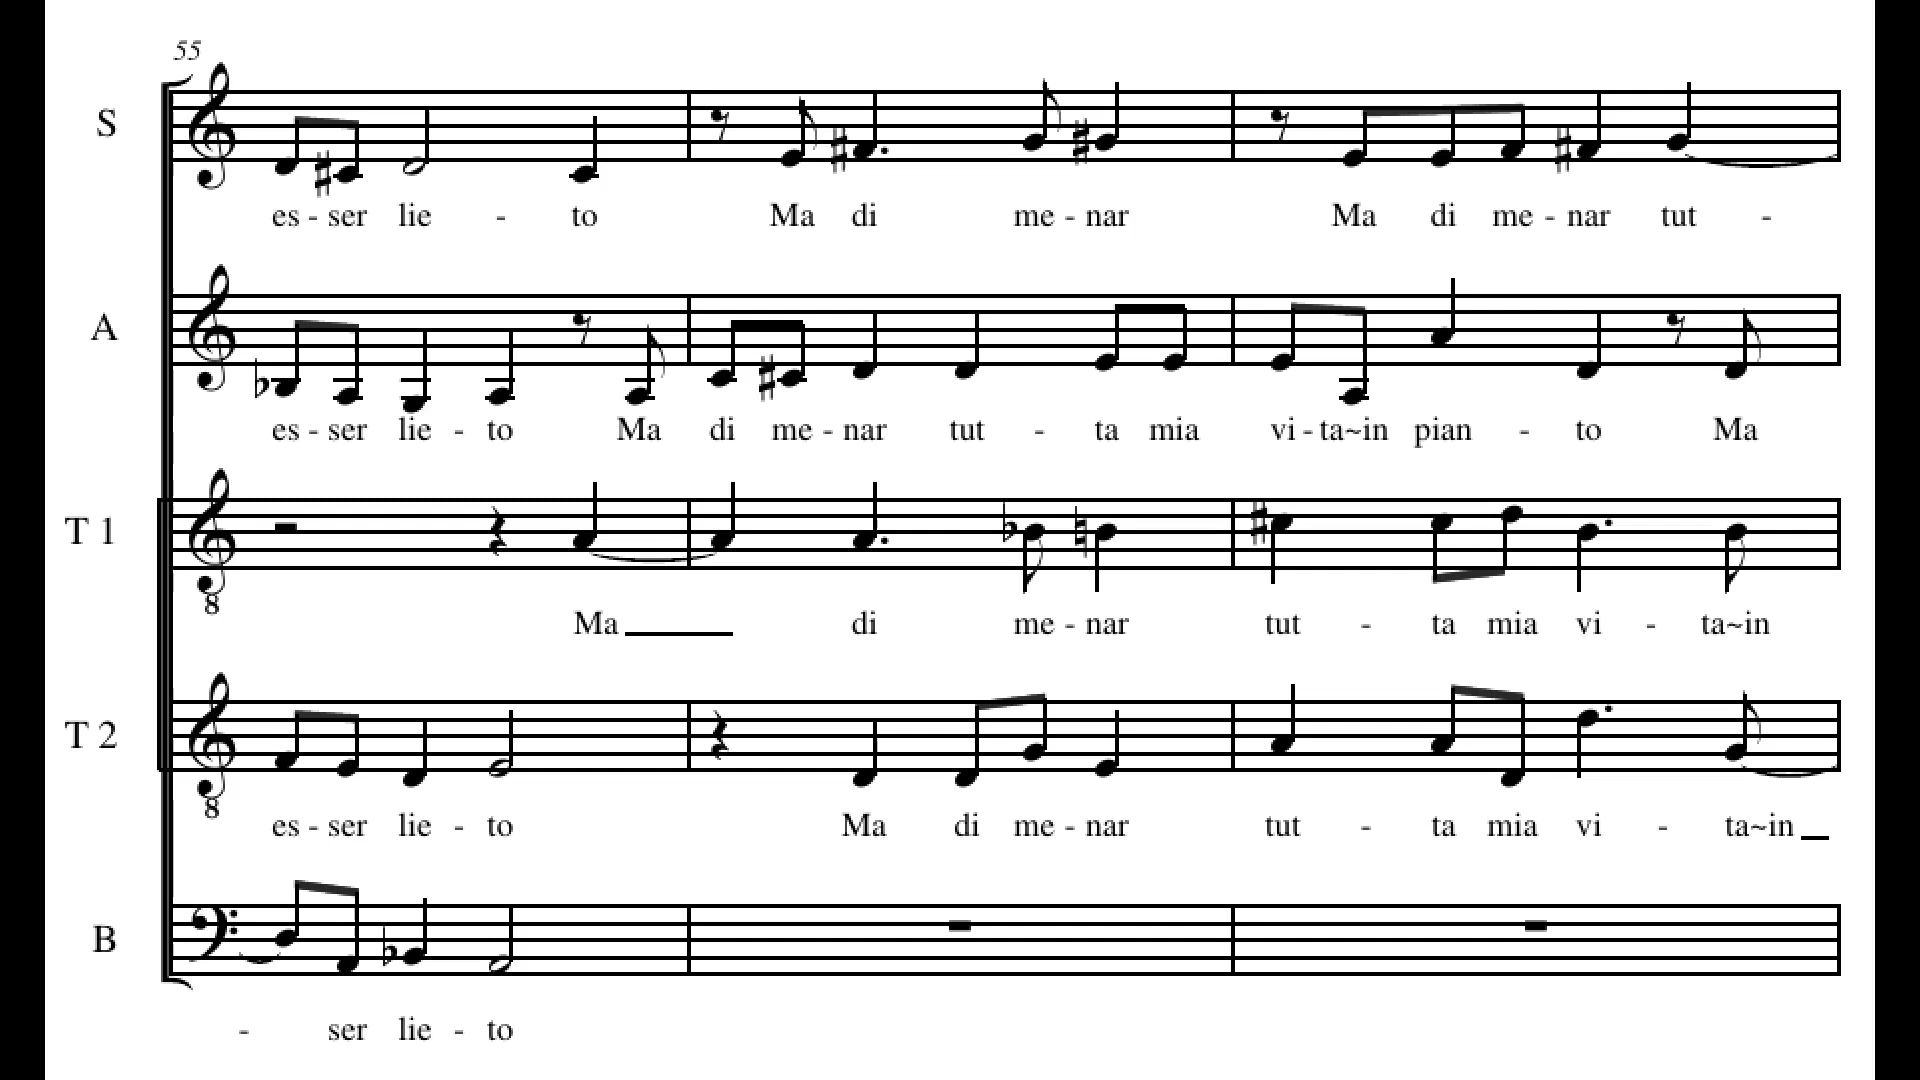 55
S
es - ser lie - to Ma di me - nar Ma di me - nar tut -
A
es - ser lie - to Ma di me - nar tut - ta mia vi - ta~in pian - to Ma
T 1
8
Ma di me - nar tut - ta mia vi - ta~in
T 2
8
es - ser lie - to Ma di me - nar tut - ta mia vi - ta~in
B
- ser lie - to